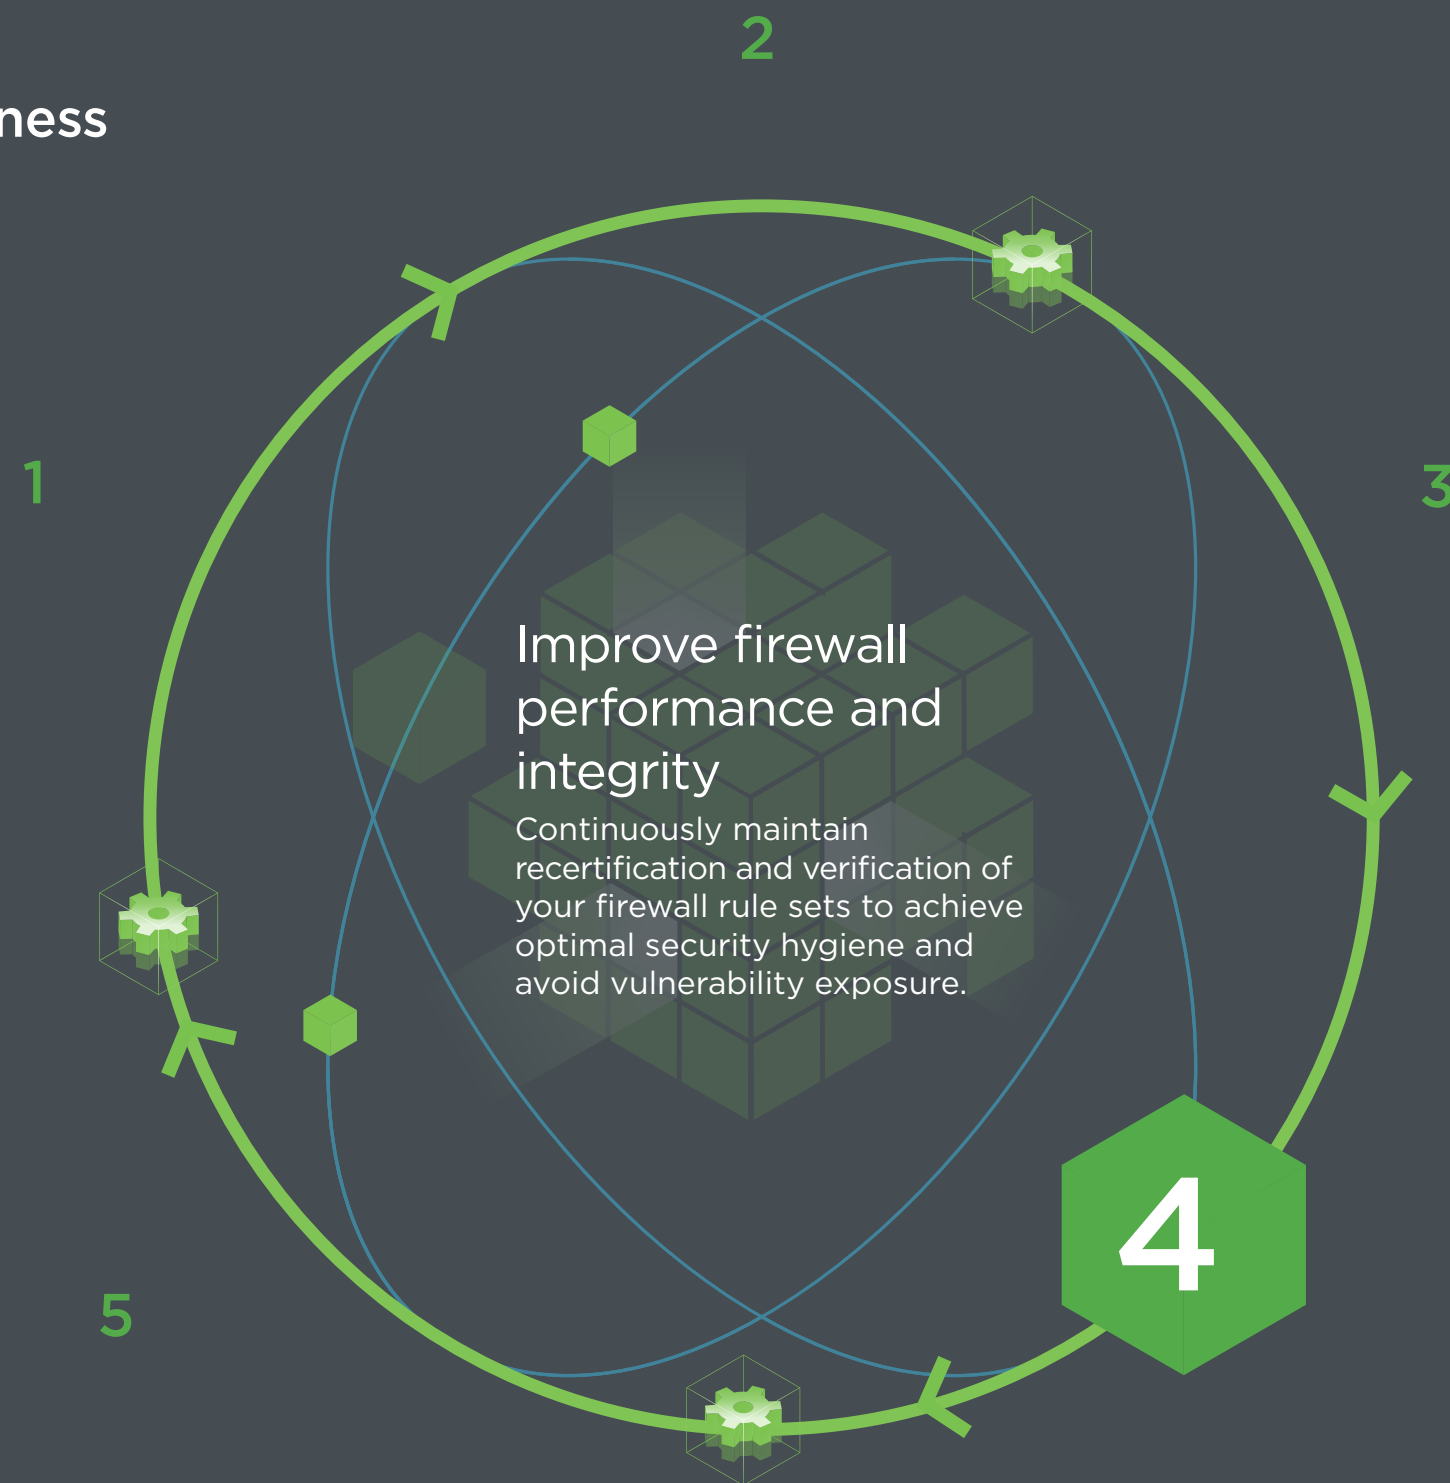 2
ness
1
3
Improve firewall
performance and
integrity
Continuously maintain
recertification and verification of
your firewall rule sets to achieve
optimal security hygiene and
avoid vulnerability exposure.
4
5